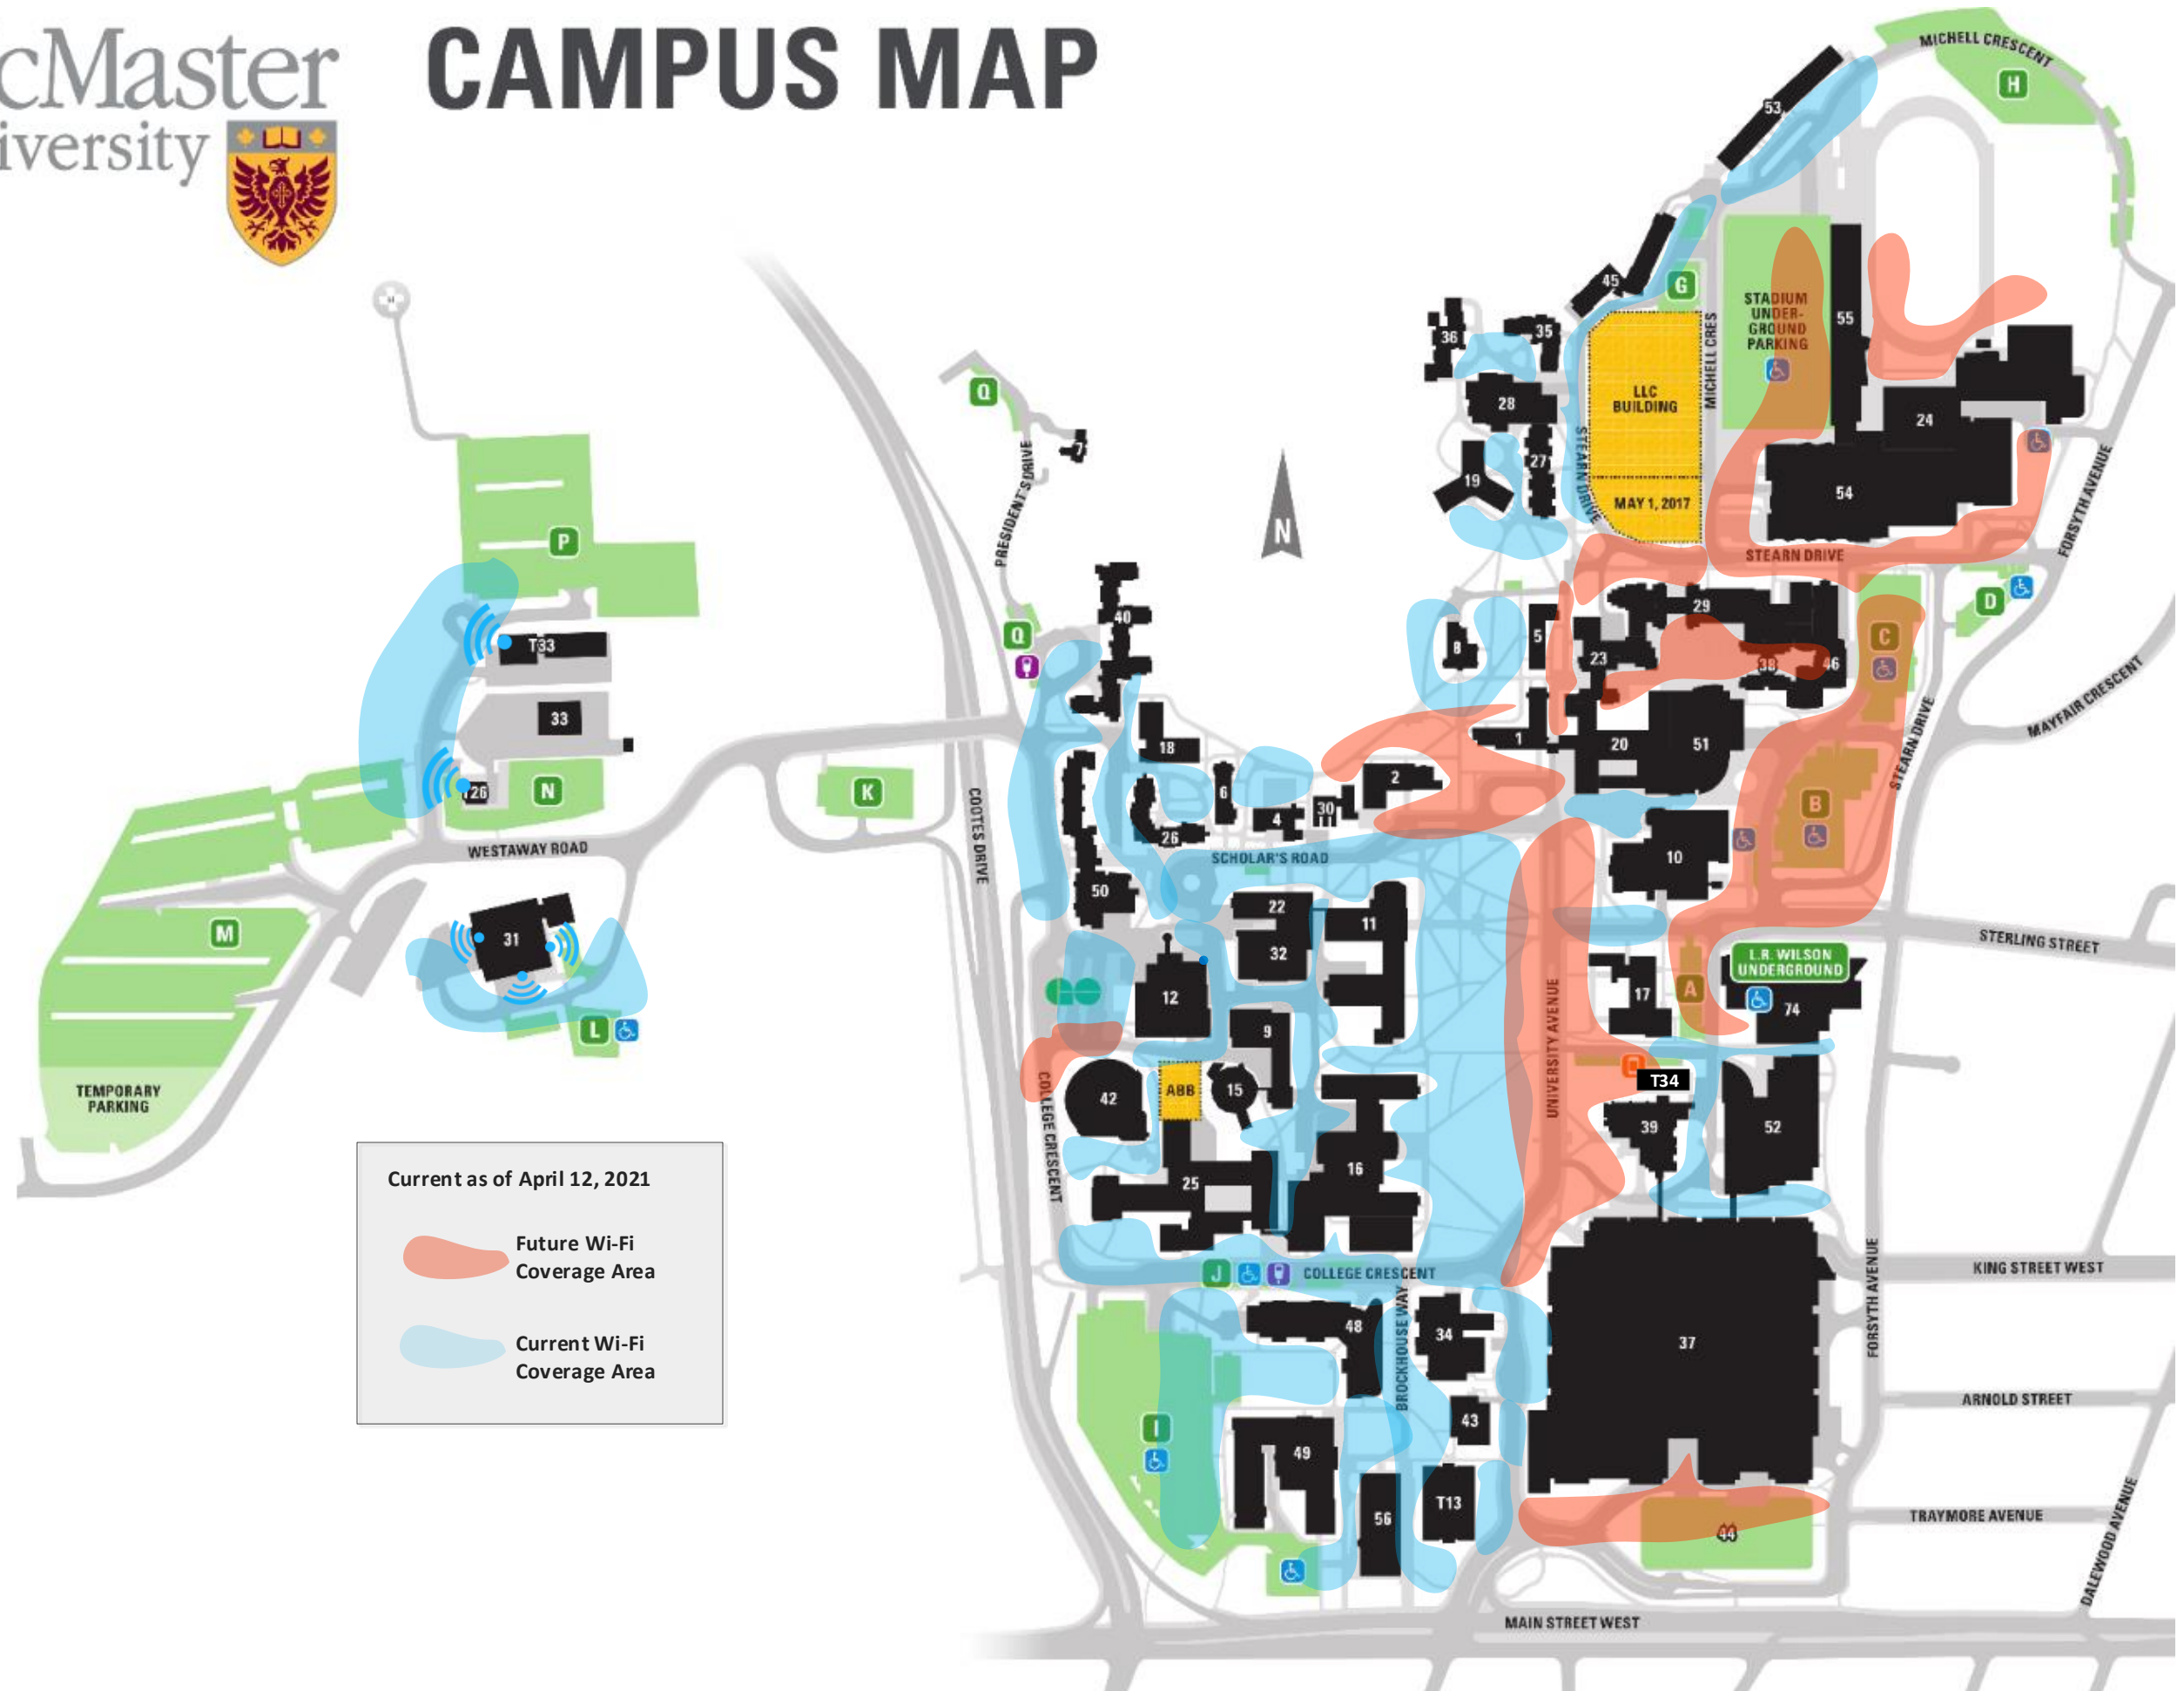 cMaster
iversity
CAMPUS MAP
MICHELL CRESCENT
H
53
45
G
36
35
STADIUM
UNDER-
GROUND
PARKING
55
MICHELL CRES
LLC
BUILDING
28
24
Q
7
PRESIDENT'S DRIVE
27
19
STEARN DRIVE
MAY 1, 2017
54
N
FORSYTH AVENUE
P
STEARN DRIVE
D
40
29
Q
5
8
C
T33
23
38
46
MAYFAIR CRESCENT
33
18
1
20
51
STEARN DRIVE
2
N
K
6
B
30
4
COOTES DRIVE
26
WESTAWAY ROAD
SCHOLAR'S ROAD
10
50
22
11
M
31
32
STERLING STREET
L.R. WILSON
UNDERGROUND
12
17
A
74
L
9
UNIVERSITY AVENUE
TEMPORARY
PARKING
COLLEGE CRESCENT
42
ABB
15
T34
39
52
16
25
Current as of April 12, 2021
Future Wi-Fi
Coverage Area
Current Wi-Fi
Coverage Area
J
COLLEGE CRESCENT
KING STREET WEST
FORSYTH AVENUE
48
34
37
BROCKHOUSE WAY
ARNOLD STREET
I
43
49
T13
56
44
TRAYMORE AVENUE
DALEWOOD AVENUE
MAIN STREET WEST